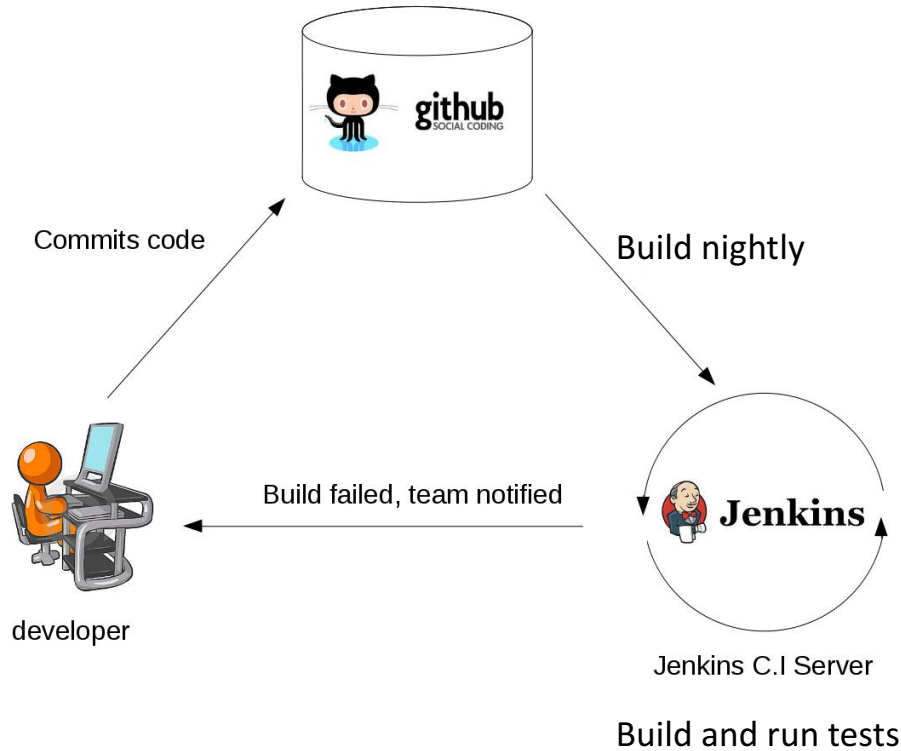 github
SOCIAL CODING
Commits code
Build nightly
Build failed, team notified
Jenkins
developer
Jenkins C.I Server
Build and run tests